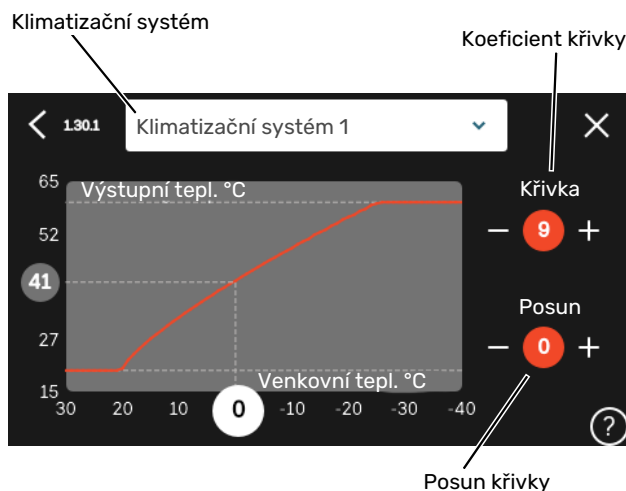 Klimatizační systém
Koeficient křivky
1.30.1
Klimatizační systém 1
65
Výstupní tepl. °C
Křivka
52
9
41
Posun
27
0
Venkovní tepl. °C
15
30 20 10 0 -10 -20 -30 -40
?
Posun křivky